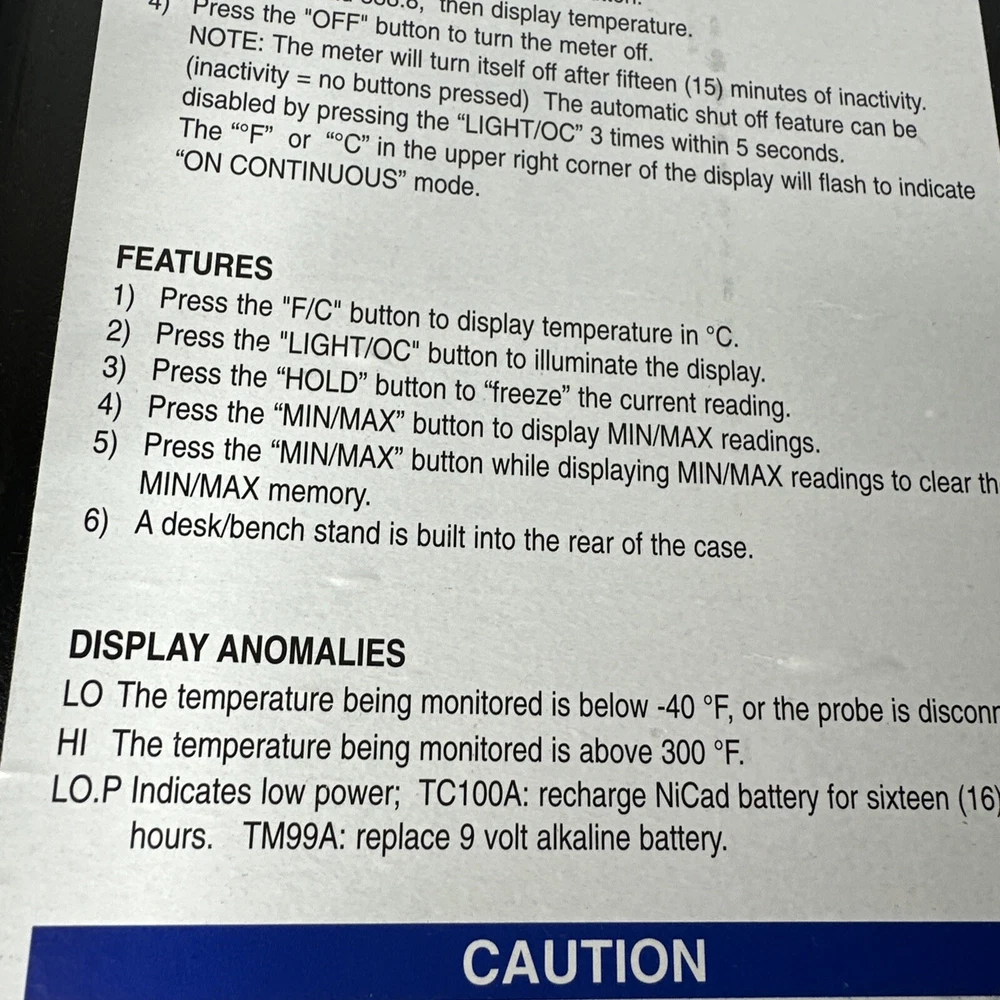 then display temperature.
4) Press the "OFF" button to turn the meter off.
NOTE: The meter will turn itself off after fifteen (15) minutes of inactivity.
(inactivity = no buttons pressed) The automatic shut off feature can be
disabled by pressing the “LIGHT/OC” 3 times within 5 seconds.
The “°F” or “°C” in the upper right corner of the display will flash to indicate
“ON CONTINUOUS” mode.
FEATURES
1) Press the "F/C" button to display temperature in °C.
2) Press the "LIGHT/OC" button to illuminate the display.
3) Press the “HOLD” button to “freeze” the current reading.
4) Press the “MIN/MAX” button to display MIN/MAX readings.
5) Press the “MIN/MAX” button while displaying MIN/MAX readings to clear th
MIN/MAX memory.
6) A desk/bench stand is built into the rear of the case.
DISPLAY ANOMALIES
LO The temperature being monitored is below -40 °F, or the probe is disconn
HI The temperature being monitored is above 300 °F.
LO.P Indicates low power; TC100A: recharge NiCad battery for sixteen (16)
hours. TM99A: replace 9 volt alkaline battery.
CAUTION